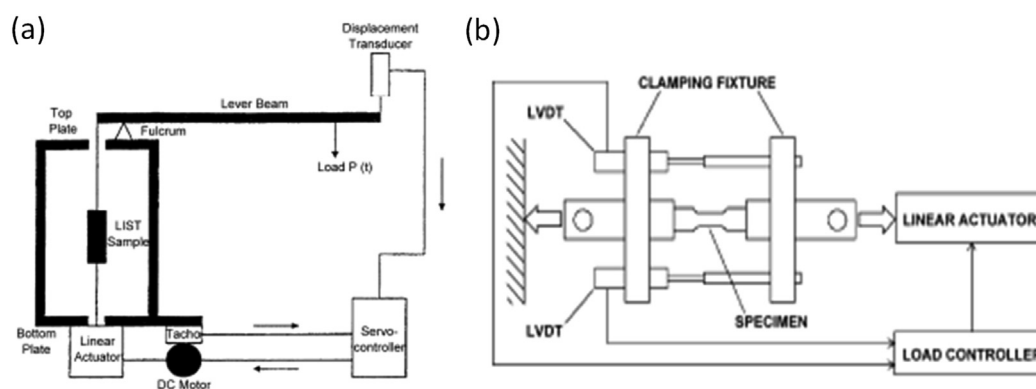 (a)
Displacement
Transducer
Lever Beam
Top
Plate
Fulcrum
Load P (t)
LIST
Sample
Bottom
Plate
Linear
Actuator
Tacho
DC Motor
Servo-
controller
(b)
CLAMPING FIXTURE
LVDT
LINEAR ACTUATOR
LVDT
SPECIMEN
LOAD CONTROLLER